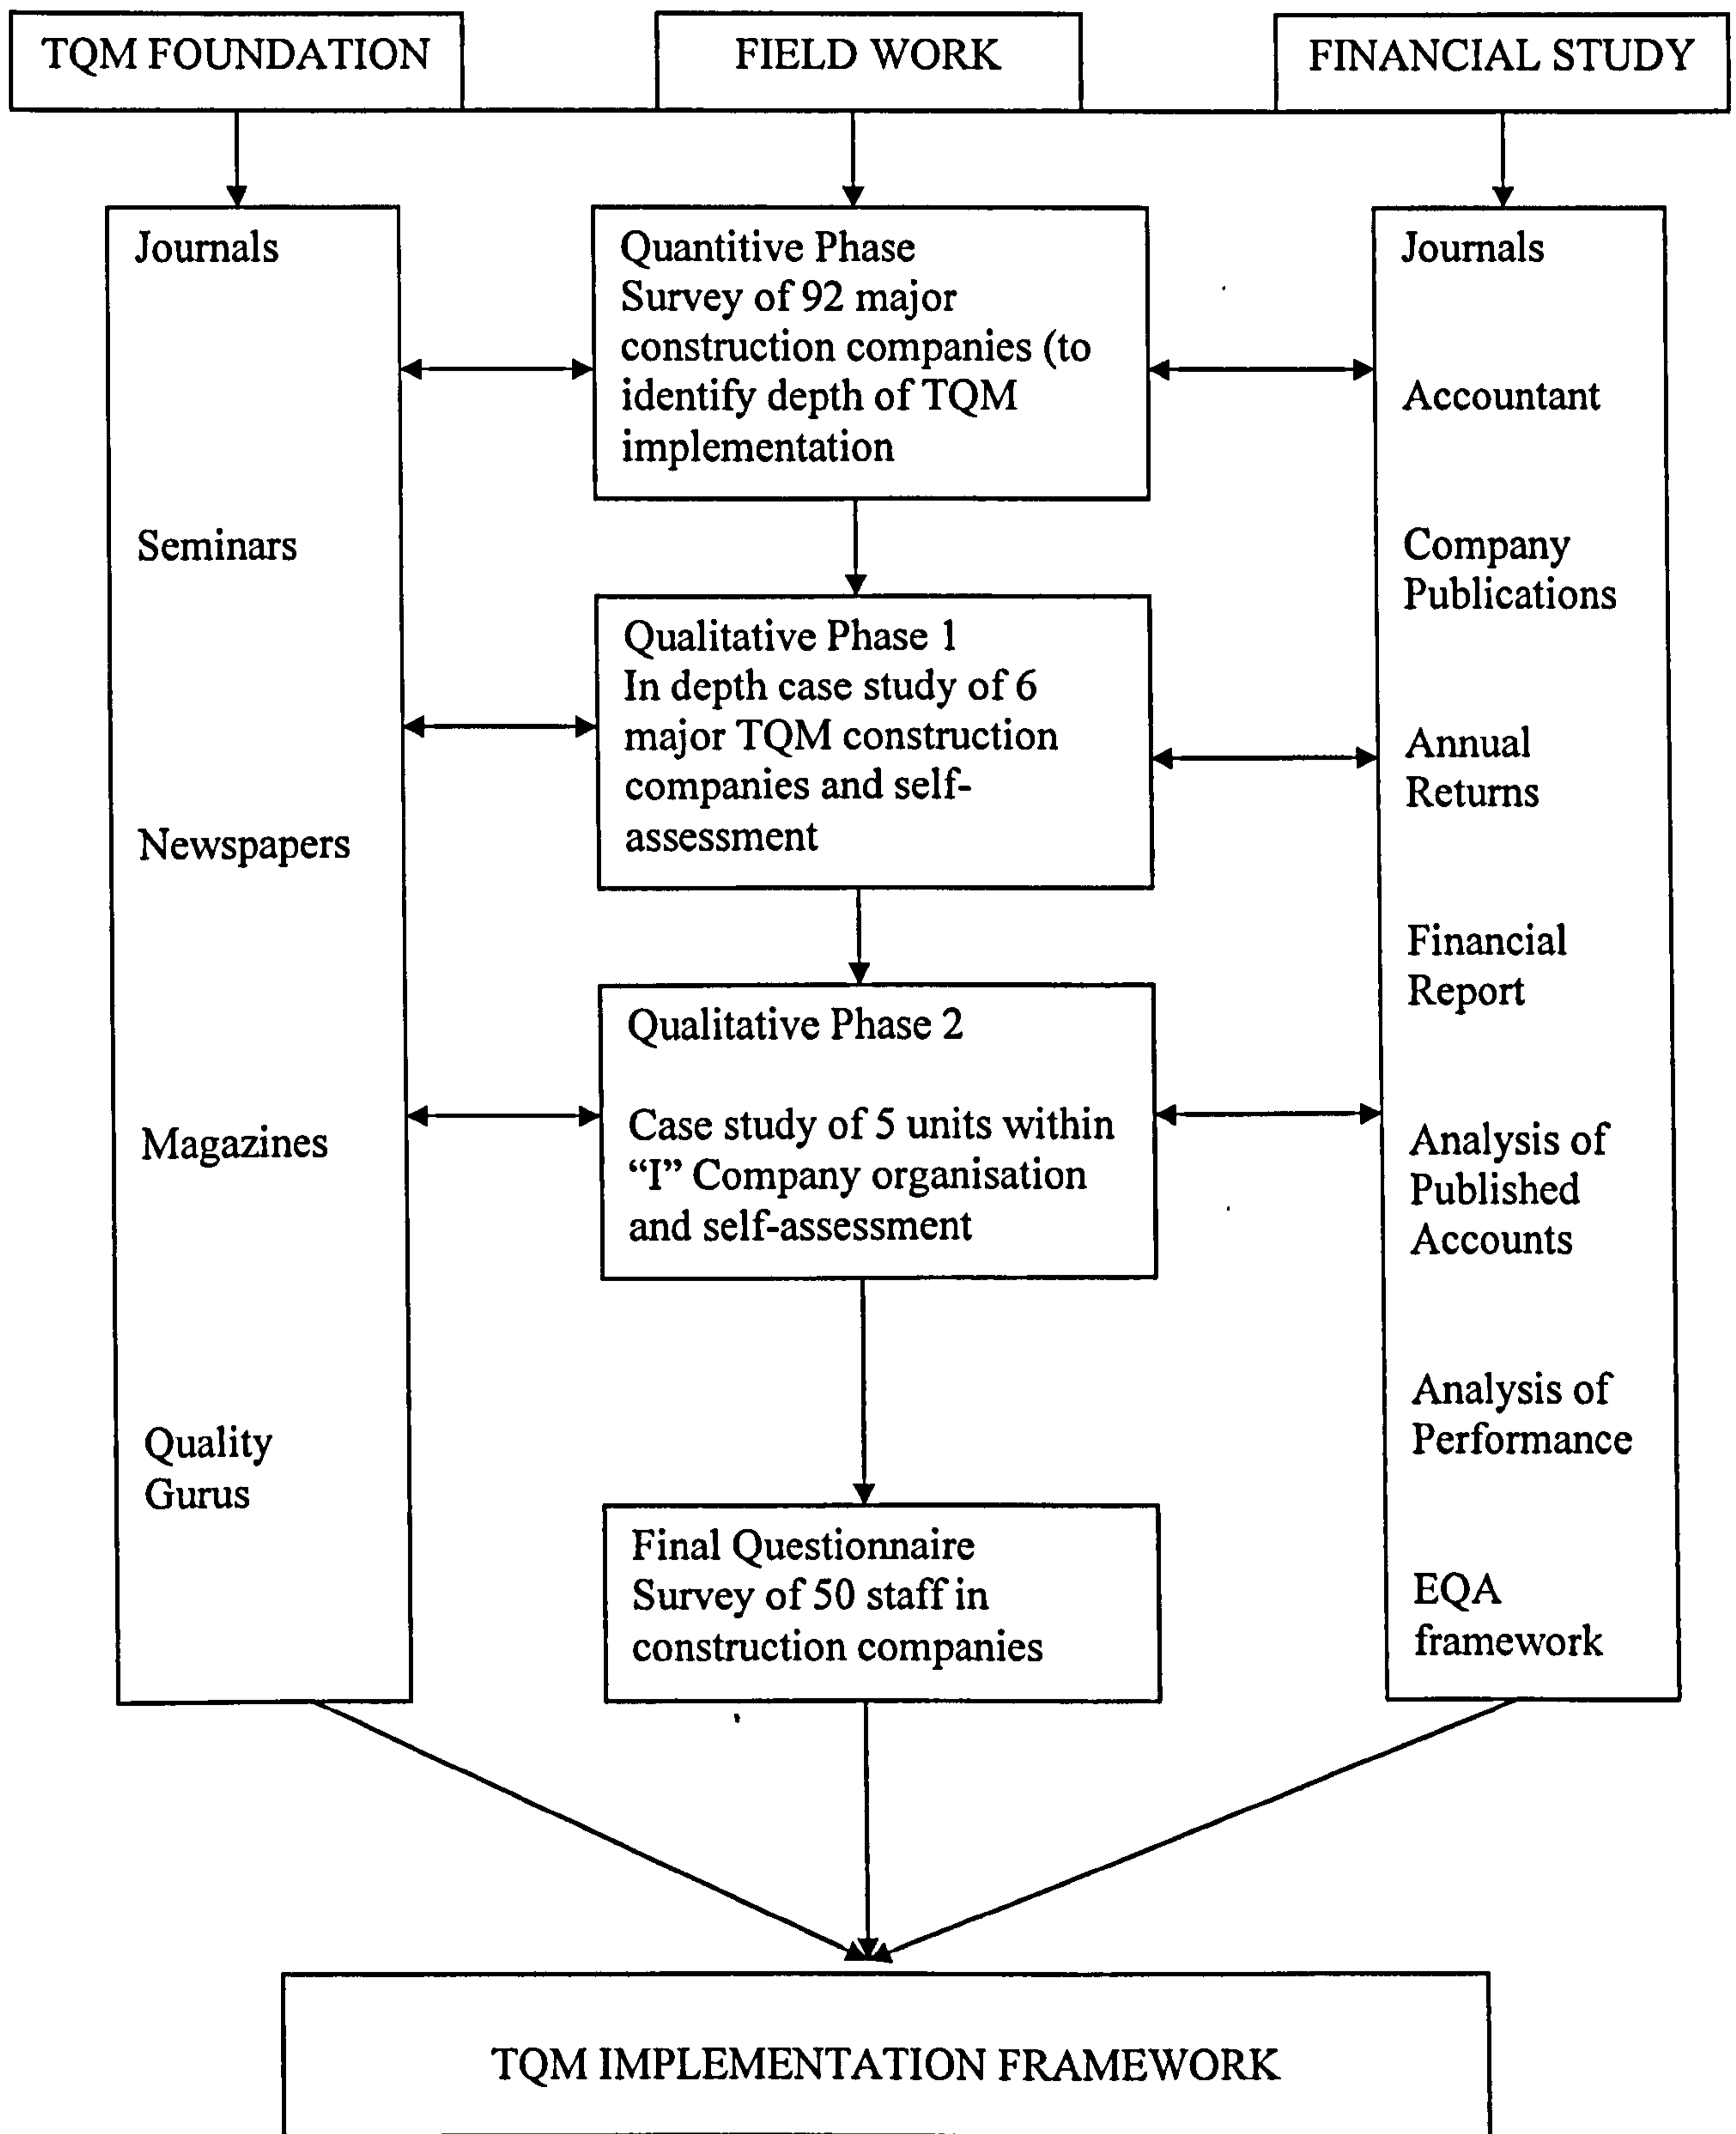 TQM FOUNDATION
FIELD WORK
FINANCIAL STUDY
Journals
Seminars
Newspapers
Magazines
Quality
Gurus
Quantitive Phase
Survey of 92 major
construction companies (to
identify depth of TQM
implementation
Qualitative Phase 1
In depth case study of 6
major TQM construction
companies and self-
assessment
Qualitative Phase 2
Case study of 5 units within
“I” Company organisation
and self-assessment
Final Questionnaire
Survey of 50 staff in
construction companies
Journals
Accountant
Company
Publications
Annual
Returns
Financial
Report
Analysis of
Published
Accounts
Analysis of
Performance
EQA
framework
TQM IMPLEMENTATION FRAMEWORK